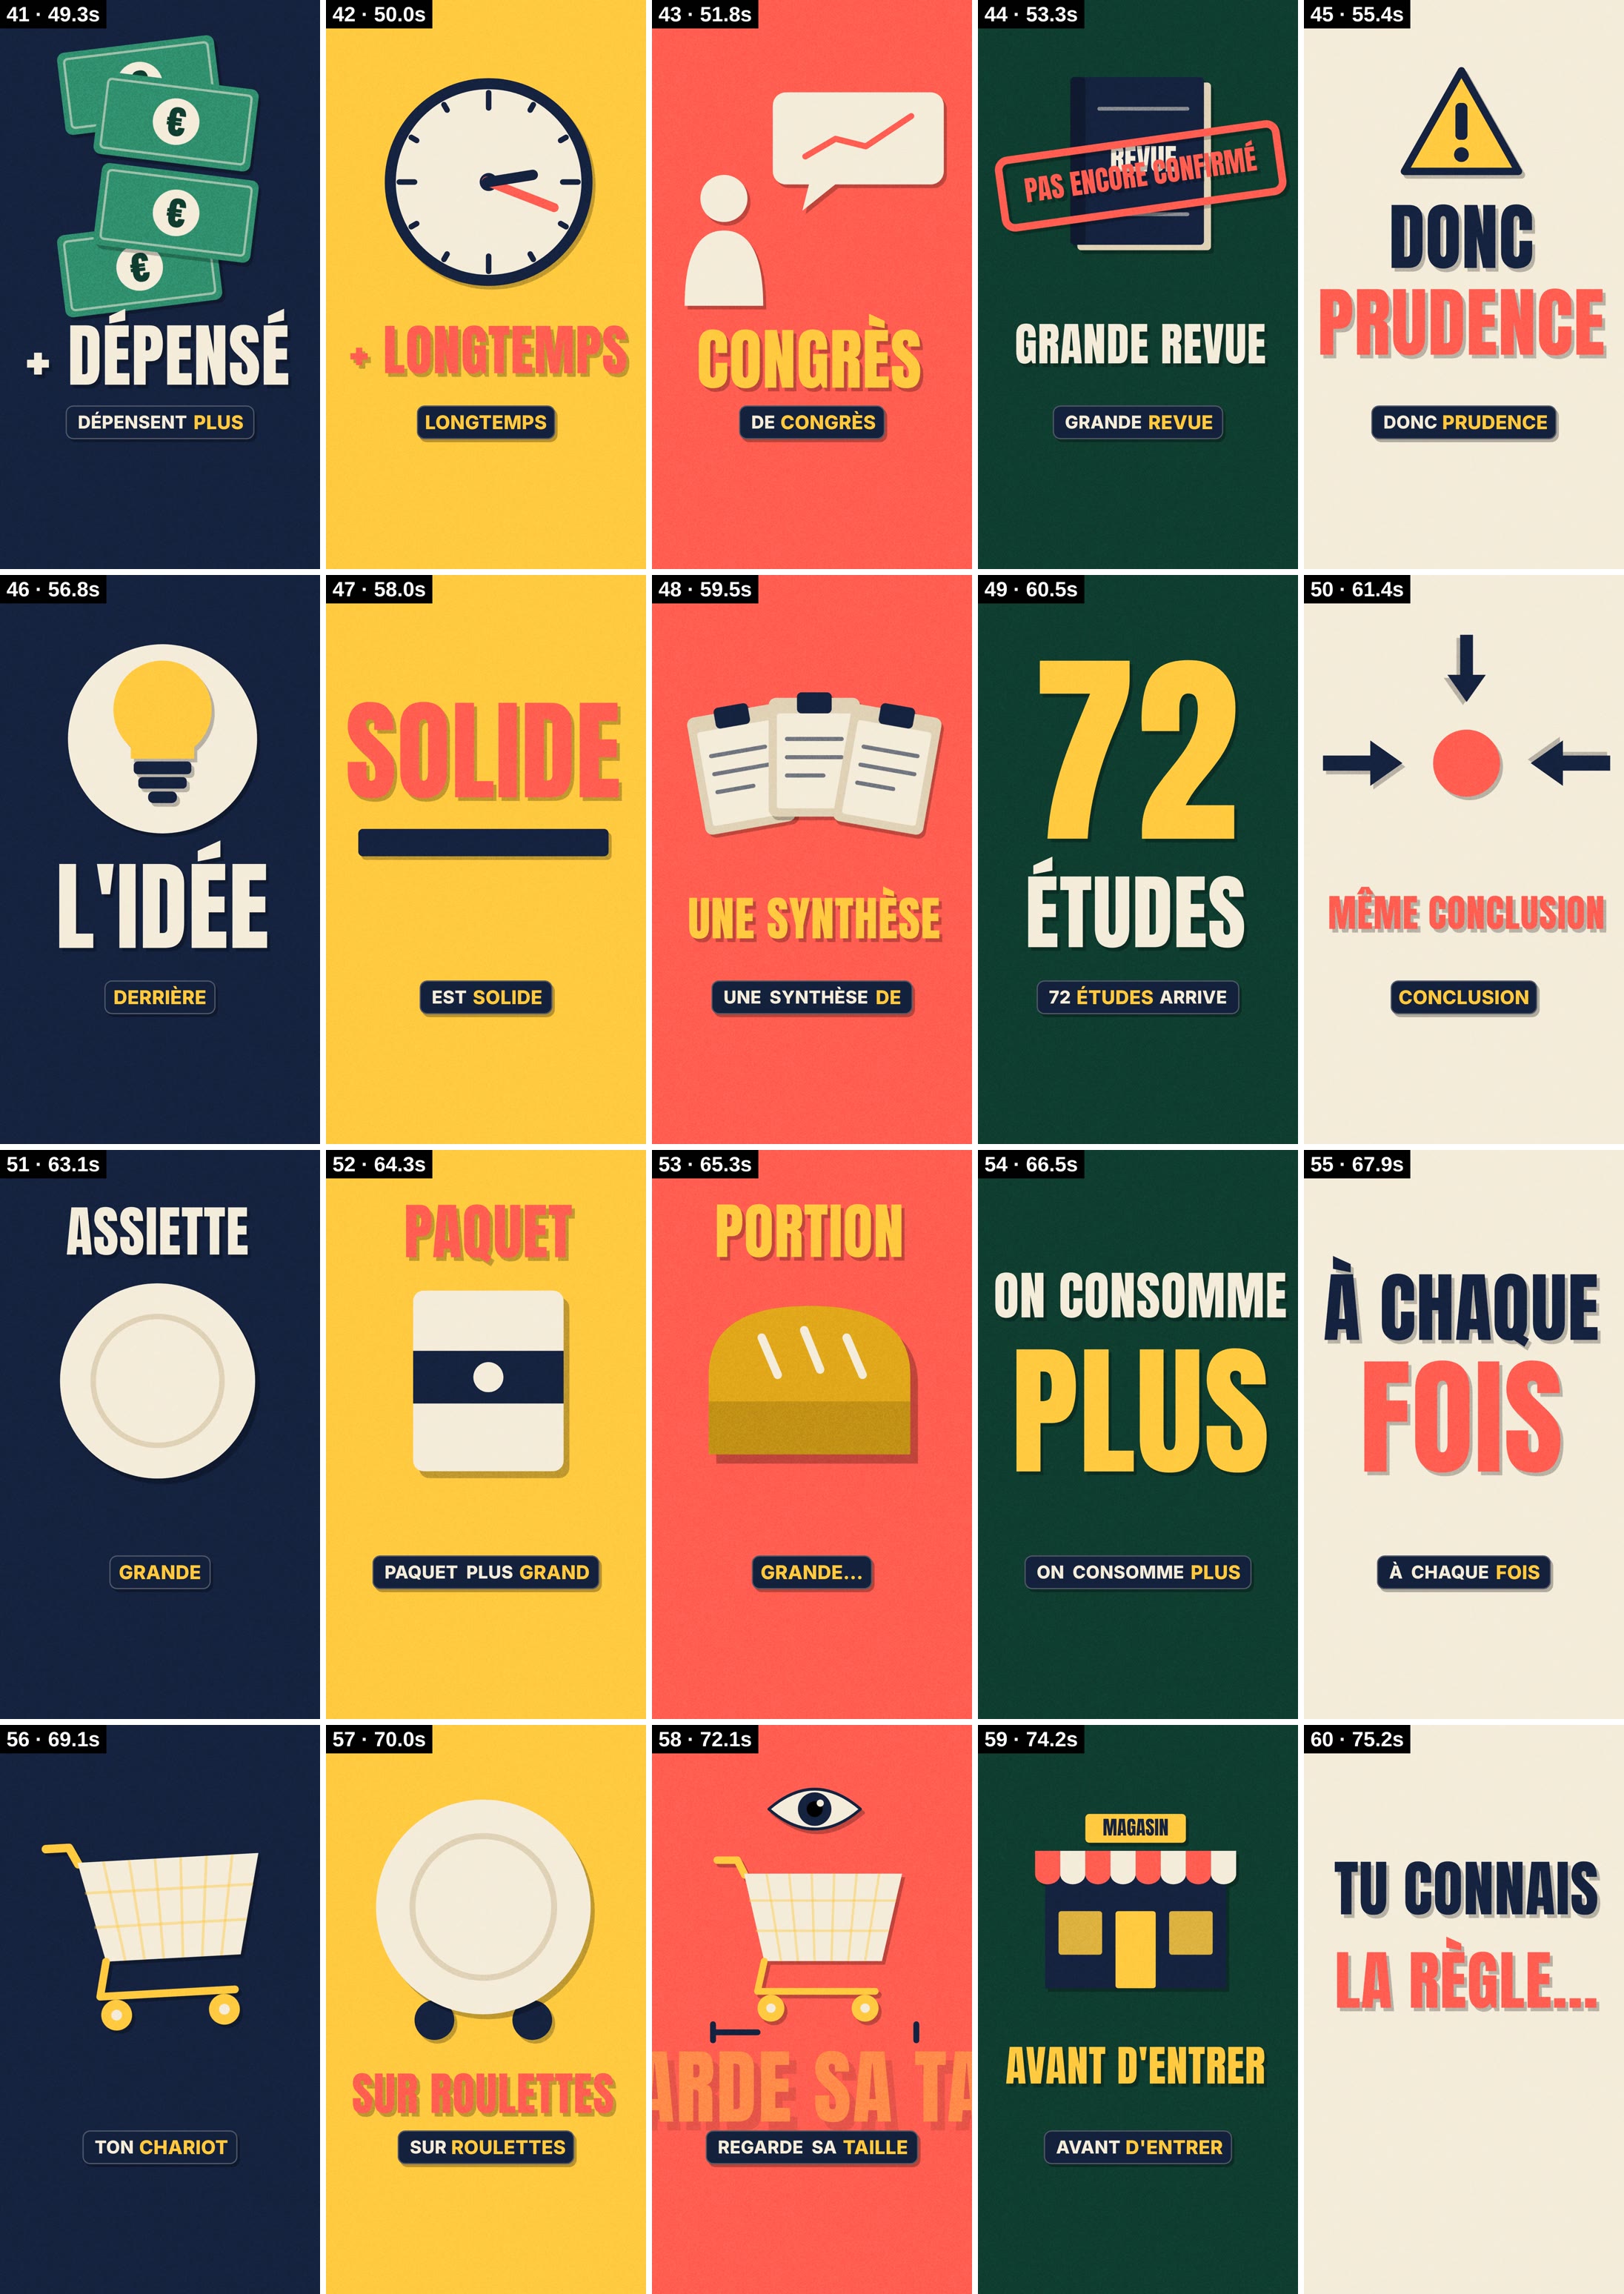 41 · 49.3s
€
€
€
+ DÉPENSÉ
DÉPENSENT PLUS
42 · 50.0s
+ LONGTEMPS
LONGTEMPS
43 · 51.8s
CONGRÈS
DE CONGRÈS
44 · 53.3s
REVUE
PAS ENCORE CONFIRMÉ
GRANDE REVUE
GRANDE REVUE
45 · 55.4s
DONC
PRUDENCE
DONC PRUDENCE
46 · 56.8s
L'IDÉE
DERRIÈRE
47 · 58.0s
SOLIDE
EST SOLIDE
48 · 59.5s
UNE SYNTHÈSE
UNE SYNTHÈSE DE
49 · 60.5s
72
ÉTUDES
72 ÉTUDES ARRIVE
50 · 61.4s
MÊME CONCLUSION
CONCLUSION
51 · 63.1s
ASSIETTE
GRANDE
52 · 64.3s
PAQUET
PAQUET PLUS GRAND
53 · 65.3s
PORTION
GRANDE...
54 · 66.5s
ON CONSOMME
PLUS
ON CONSOMME PLUS
55 · 67.9s
À CHAQUE
FOIS
À CHAQUE FOIS
56 · 69.1s
TON CHARIOT
57 · 70.0s
SUR ROULETTES
SUR ROULETTES
58 · 72.1s
ARDE SA TA
REGARDE SA TAILLE
59 · 74.2s
MAGASIN
AVANT D'ENTRER
AVANT D'ENTRER
60 · 75.2s
TU CONNAIS
LA RÈGLE...